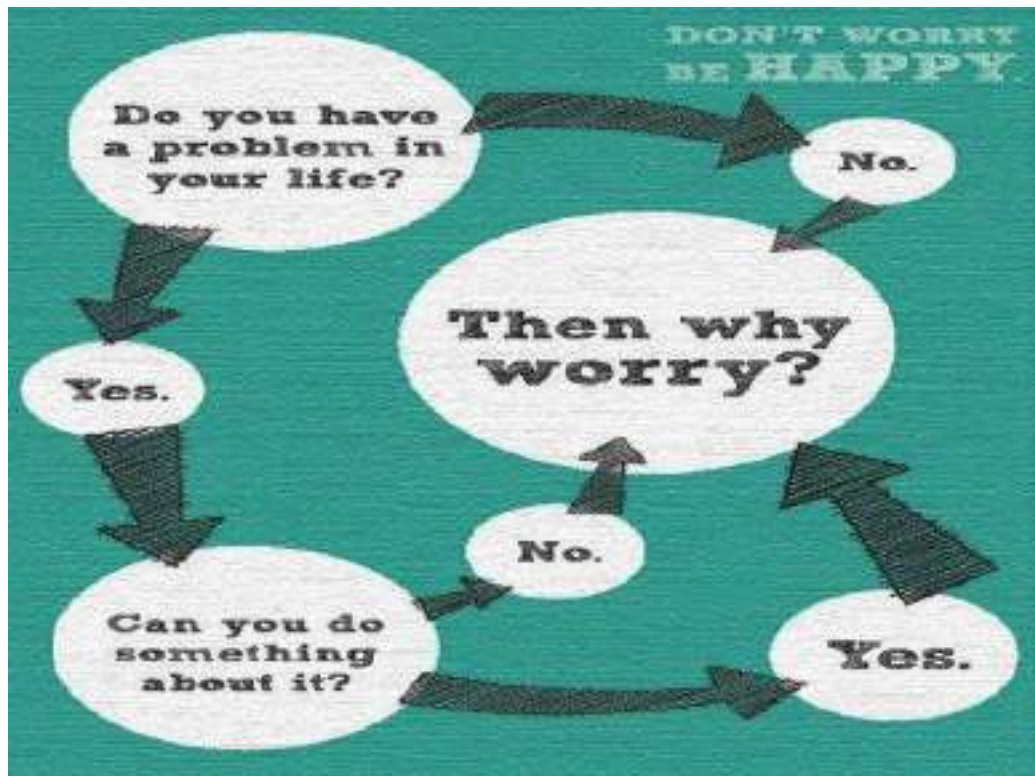 DON'T WORRY
BE HAPPY.
Do you have
a problem in
your life?
No.
Then why
worry?
Yes.
No.
Can you do
something
about it?
Yes.